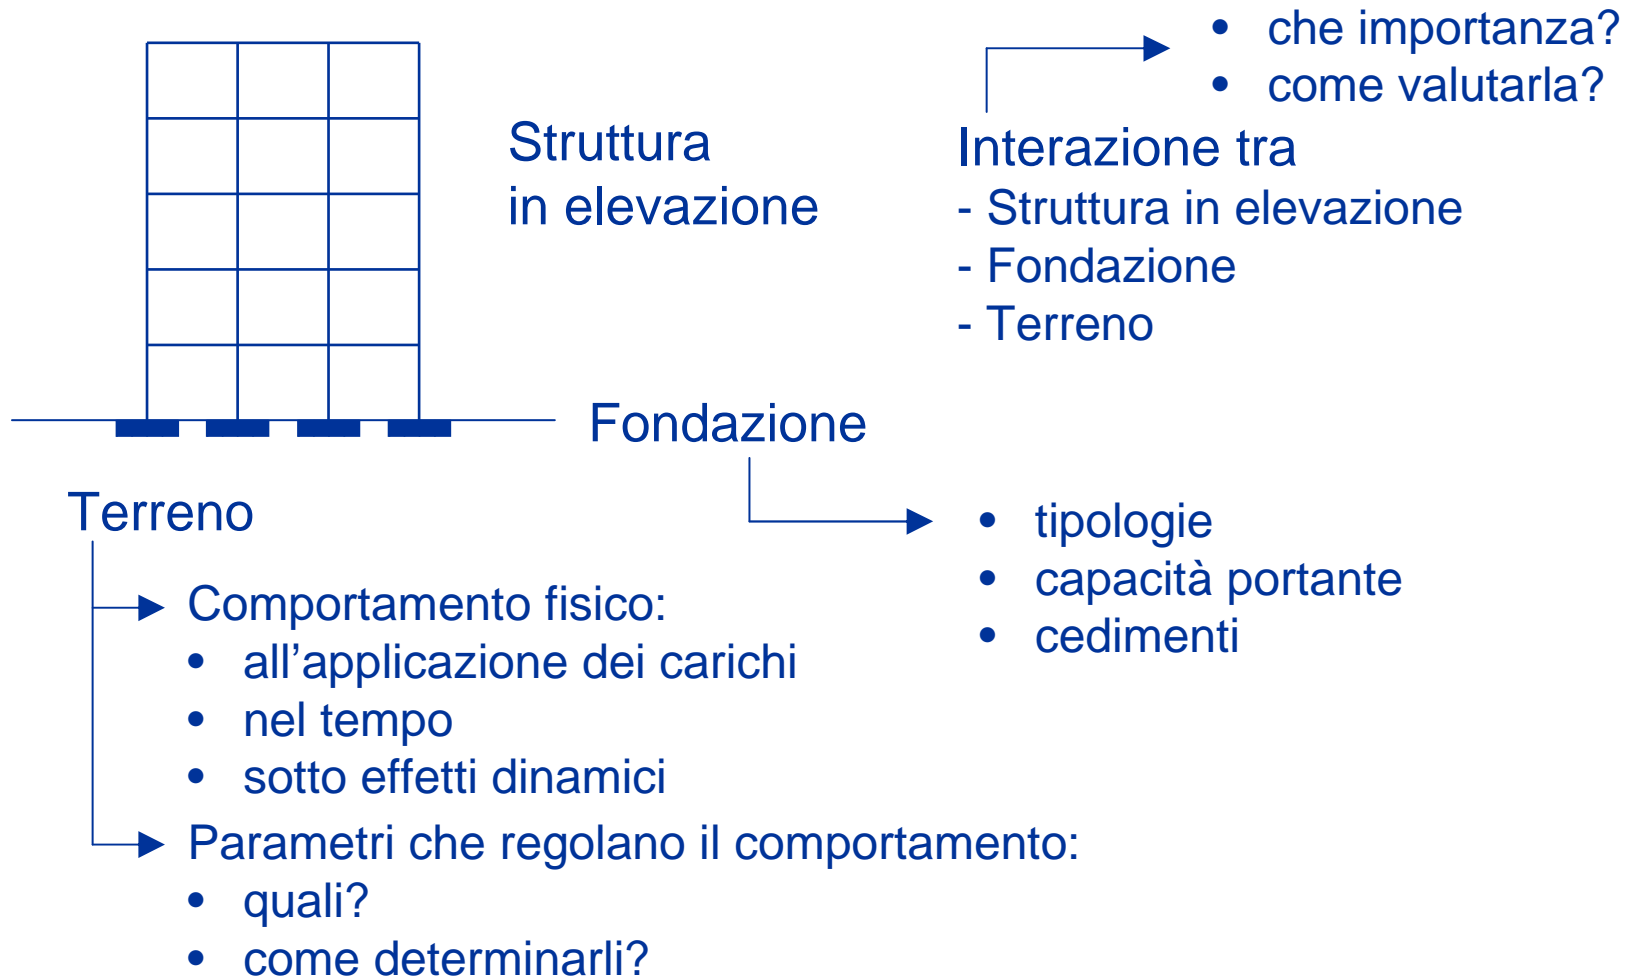 • che importanza?
• come valutarla?
Struttura
in elevazione
Interazione tra
- Struttura in elevazione
- Fondazione
- Terreno
Fondazione
• tipologie
• capacità portante
• cedimenti
Terreno
Comportamento fisico:
• all’applicazione dei carichi
• nel tempo
• sotto effetti dinamici
Parametri che regolano il comportamento:
• quali?
• come determinarli?